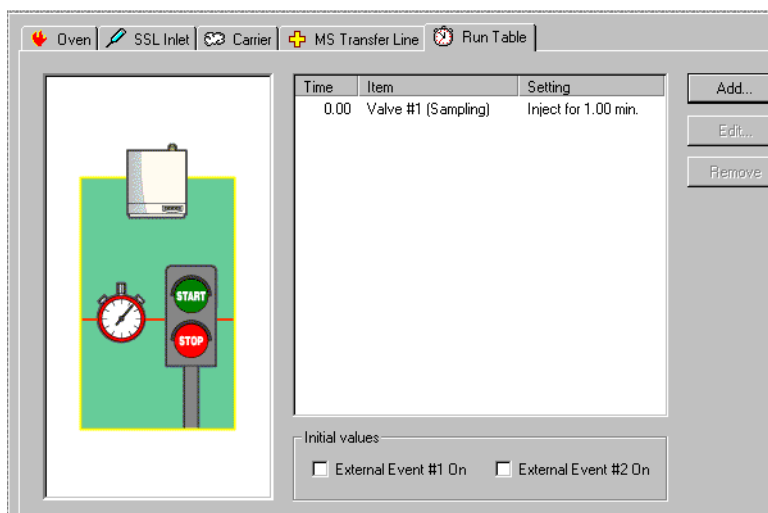 Oven SSL Inlet Carrier MS Transfer Line Run Table
Time Item Setting
0.00 Valve #1 (Sampling) Inject for 1.00 min.
Add...
Edit...
Remove
START
STOP
Initial values
External Event #1 On External Event #2 On